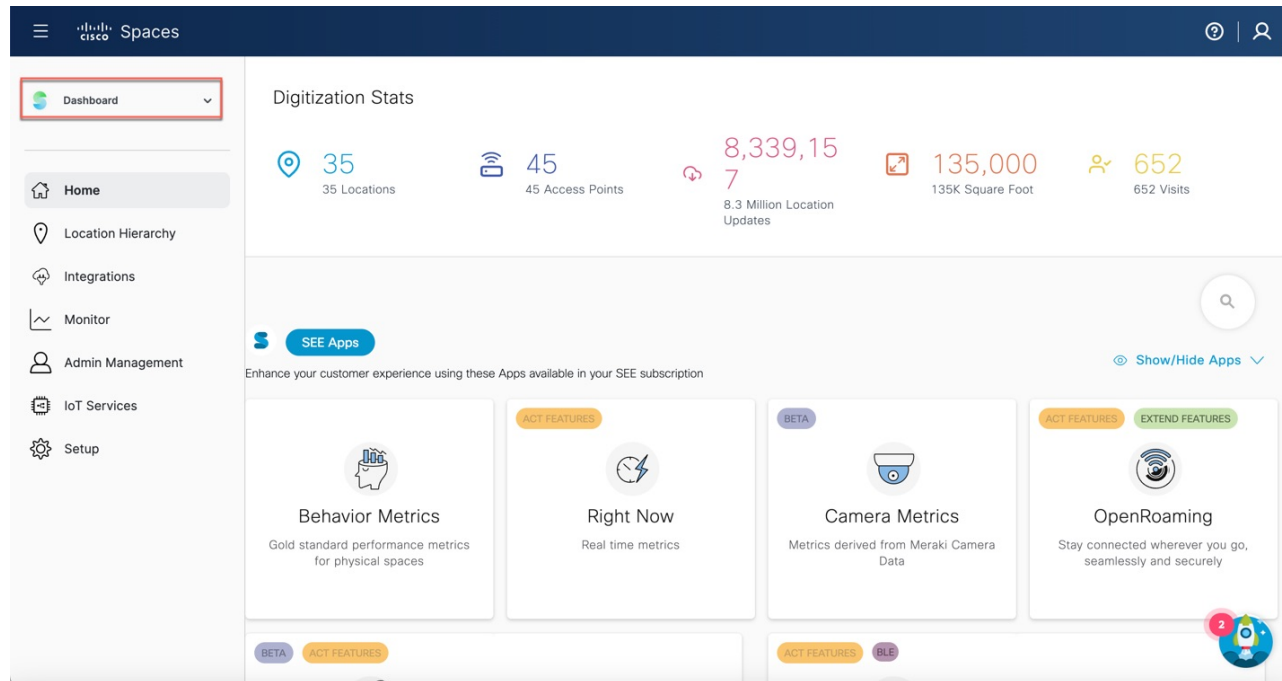 cisco Spaces
Dashboard
Home
Location Hierarchy
Integrations
Monitor
Admin Management
IoT Services
Setup
Digitization Stats
35
35 Locations
45
45 Access Points
8,339,15
7
8.3 Million Location
Updates
135,000
135K Square Foot
652
652 Visits
SEE Apps
Enhance your customer experience using these Apps available in your SEE subscription
Show/Hide Apps
Behavior Metrics
Gold standard performance metrics
for physical spaces
ACT FEATURES
Right Now
Real time metrics
BETA
Camera Metrics
Metrics derived from Meraki Camera
Data
ACT FEATURES EXTEND FEATURES
OpenRoaming
Stay connected wherever you go,
seamlessly and securely
BETA ACT FEATURES
ACT FEATURES BLE
2